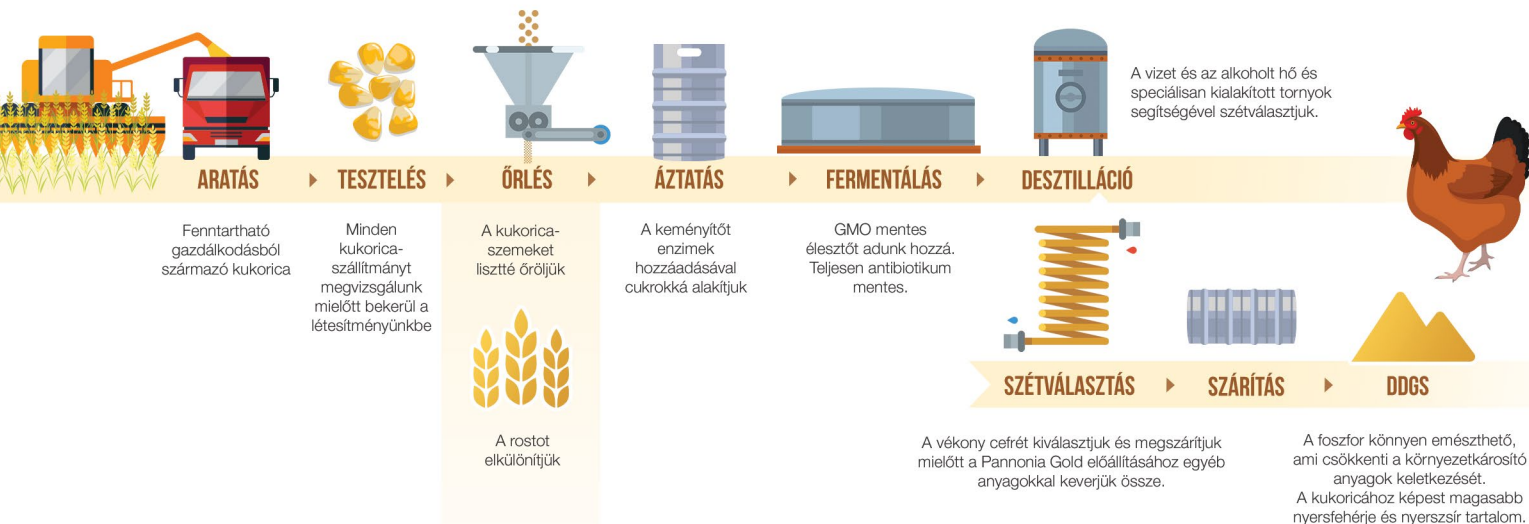 A vizet és az alkoholt hő és
speciálisan kialakított tornyok
segítségével szétválasztjuk.
ARATÁS
TESZTELÉS
ŐRLÉS
ÁZTATÁS
FERMENTÁLÁS
DESZTILLÁCIÓ
Fenntartható
gazdálkodásból
származó kukorica
Minden
kukorica-
szállítmányt
megvizsgálunk
mielőtt bekerül a
létesítményünkbe
A kukorica-
szemeket
lisztté őröljük
A rostot
elkülönítjük
A keményítőt
enzimek
hozzáadásával
cukrokká alakítjuk
GMO mentes
élesztőt adunk hozzá.
Teljesen antibiotikum
mentes.
SZÉTVÁLASZTÁS
SZÁRÍTÁS
DDGS
A vékony cefrét kiválasztjuk és megszárítjuk
mielőtt a Pannonia Gold előállításához egyéb
anyagokkal keverjük össze.
A foszfor könnyen emészthető,
ami csökkenti a környezetkárosító
anyagok keletkezését.
A kukoricához képest magasabb
nyersfehérje és nyerszsír tartalom.